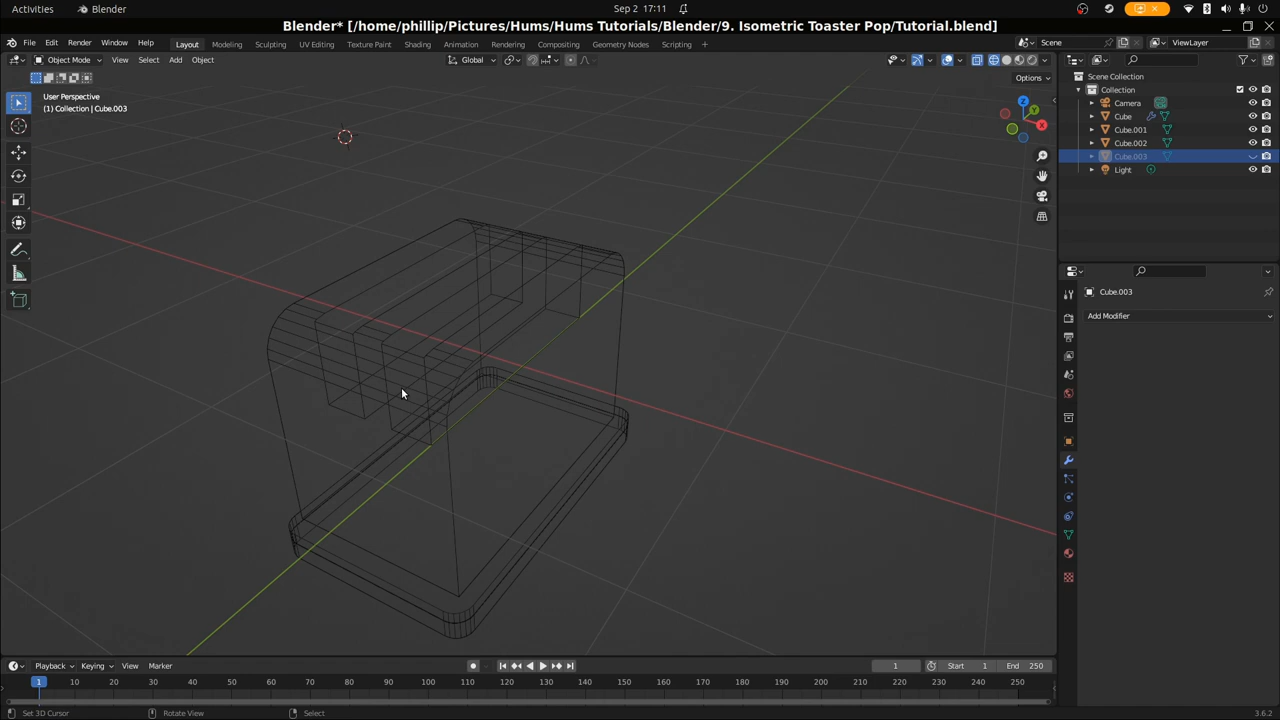 Activities
Blender
Sep 2 17:11
Blender* [/home/phillip/Pictures/Hums/Hums Tutorials/Blender/9. Isometric Toaster Pop/Tutorial.blend]
File Edit Render Window Help
Layout Modeling Sculpting UV Editing Texture Paint Shading Animation Rendering Compositing Geometry Nodes Scripting +
Scene
ViewLayer
Object Mode View Select Add Object
Global
Options
User Perspective
(1) Collection | Cube.003
Z
Y
X
Scene Collection
Collection
Camera
Cube
Cube.001
Cube.002
Cube.003
Light
Cube.003
Add Modifier
Playback Keying View Marker
1
Start 1
End 250
1 10 20 30 40 50 60 70 80 90 100 110 120 130 140 150 160 170 180 190 200 210 220 230 240 250
Set 3D Cursor
Rotate View
Select
3.6.2